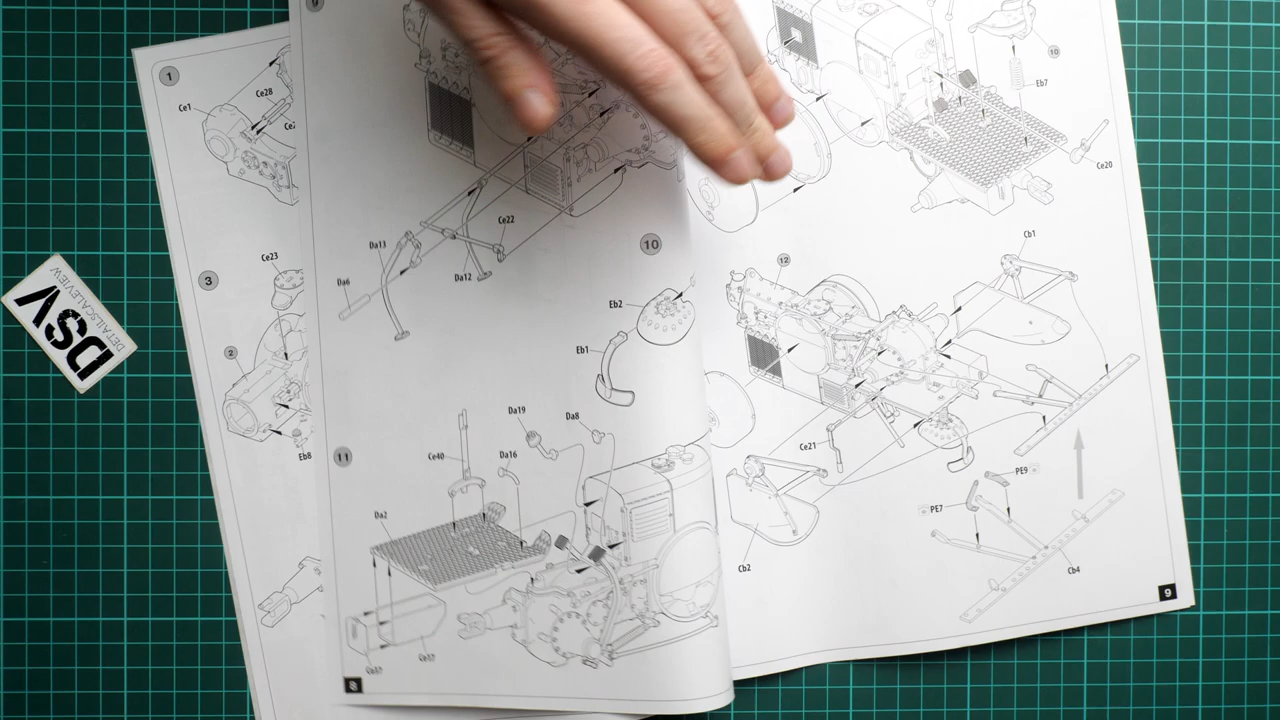 1
Ce1
Ce28
3
Ce23
2
Eb8
DSV
DETAILSCALEVIEW
9
Da13
Da6
Da12
Ce22
10
Eb2
Eb1
11
Da19
Da8
Ce40
Da16
Da2
8
10
Eb7
Ce20
12
Cb1
Ce21
Cb2
PE9
PE7
Cb4
9